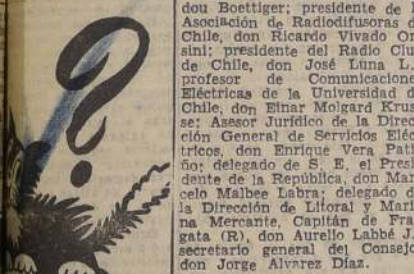 ?
dou Boettiger; presidente de l
Asociación de Radiodifusoras d
Chile, don Ricardo Vivado Or
sini; presidente del Radio Clu
de Chile, don José Luna L.
profesor de Comunicacione
Eléctricas de la Universidad d
Chile, don Einar Molgard Kru
se; Asesor Jurídico de la Direc
ción General de Servicios Eléc
tricos, don Enrique Vera Pati
ño; delegado de S. E. el Presi
dente de la República, don Mar
celo Malbee Labra; delegado d
la Dirección de Litoral y Mari
na Mercante, Capitán de Fra
gata (R), don Aurelio Labbé J.
secretario general del Consejo
don Jorge Alvarez Díaz.